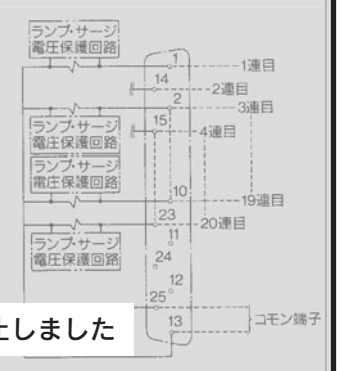 ランプ・サージ
電圧保護回路
1
1連目
14
2連目
2
3連目
ランプ・サージ
電圧保護回路
15
4連目
ランプ・サージ
電圧保護回路
10
19連目
23
20連目
11
ランプ・サージ
電圧保護回路
24
12
25
コモン端子
13
しました